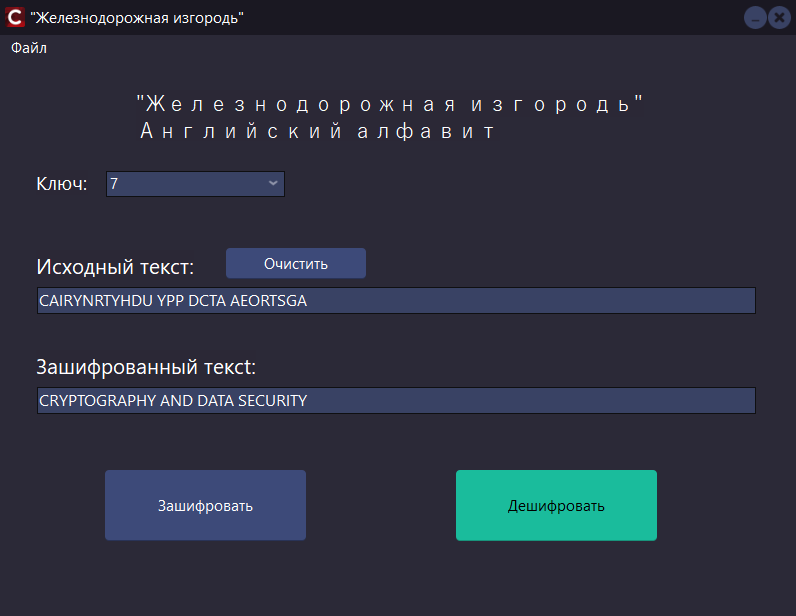 "Железнодорожная изгородь"
Файл
"Железнодорожная изгородь"
Английский алфавит
Ключ: 7
Исходный текст: Очистить
CAIRYNRTYHDU YPP DCTA AEORTSGA
Зашифрованный текст:
CRYPTOGRAPHY AND DATA SECURITY
Зашифровать Дешифровать